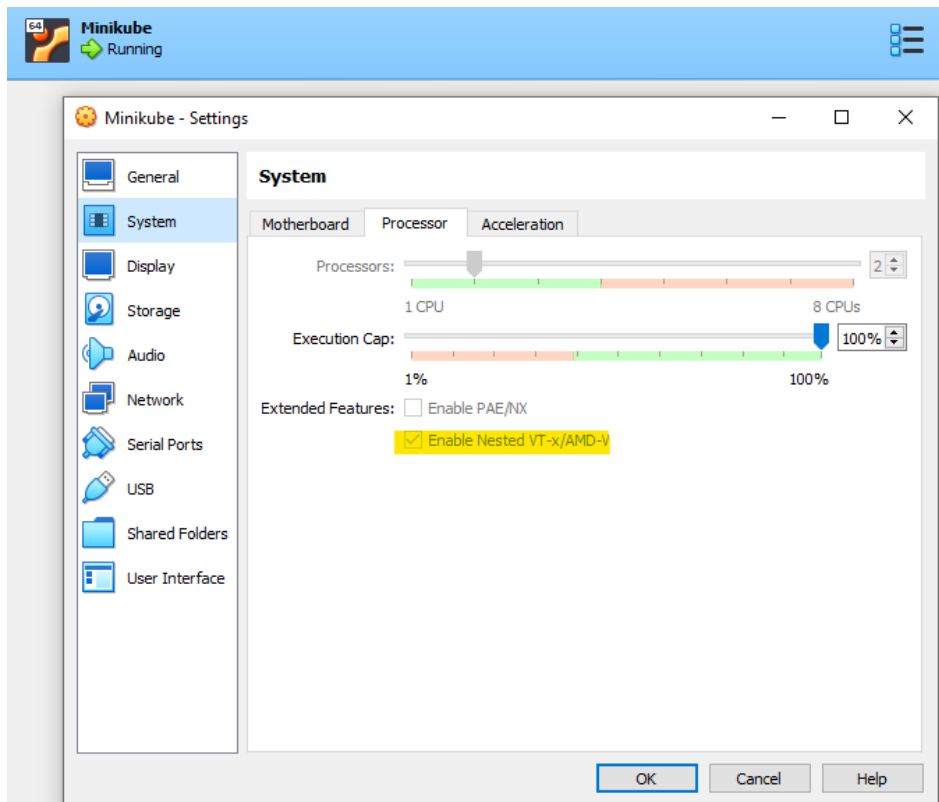 64
Minikube
Running
Minikube - Settings
General
System
Display
Storage
Audio
Network
Serial Ports
USB
Shared Folders
User Interface
System
Motherboard Processor Acceleration
Processors: 2
1 CPU 8 CPUs
Execution Cap: 100%
1% 100%
Extended Features: Enable PAE/NX
Enable Nested VT-x/AMD-V
OK Cancel Help